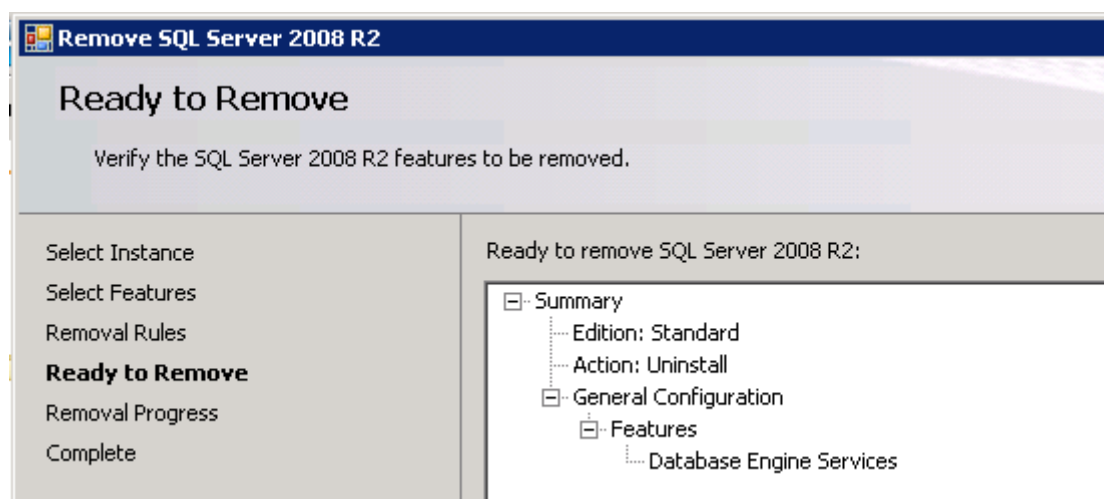 Remove SQL Server 2008 R2
Ready to Remove
Verify the SQL Server 2008 R2 features to be removed.
Select Instance
Select Features
Removal Rules
Ready to Remove
Removal Progress
Complete
Ready to remove SQL Server 2008 R2:
Summary
Edition: Standard
Action: Uninstall
General Configuration
Features
Database Engine Services